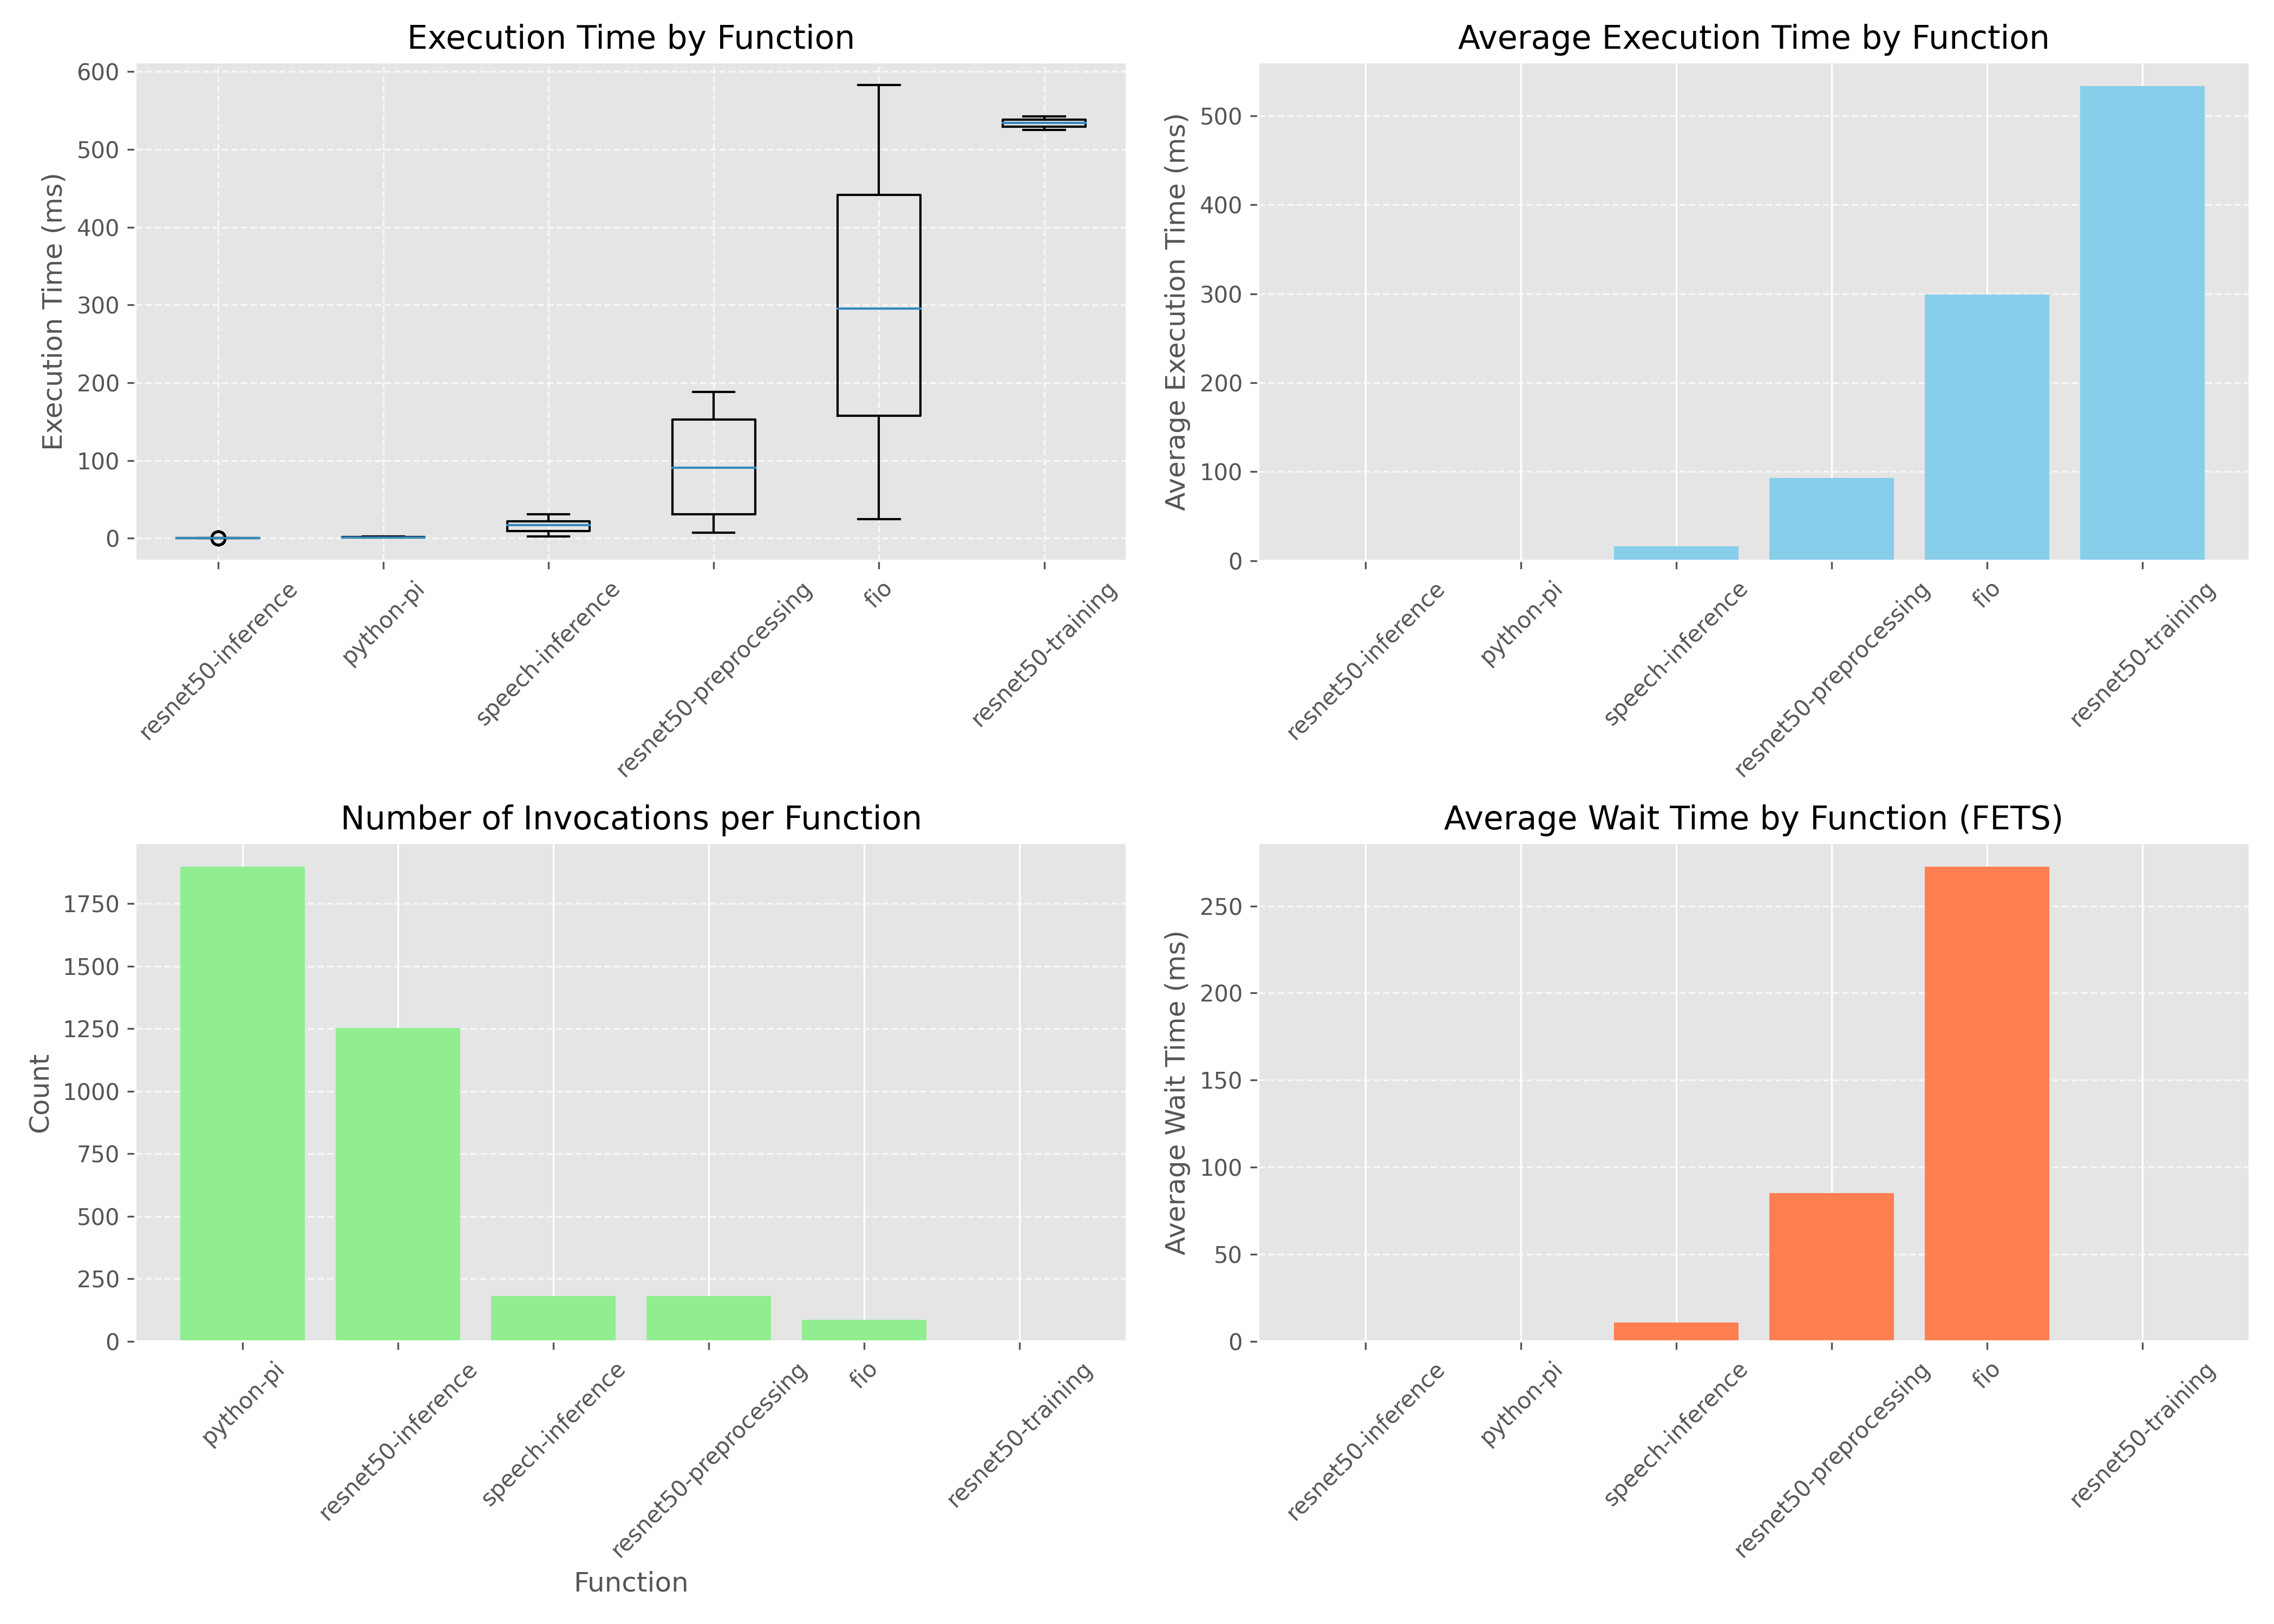 Execution Time by Function
Execution Time (ms)
600
500
400
300
200
100
0
resnet50-inference
python-pi
speech-inference
resnet50-preprocessing
fio
resnet50-training
Average Execution Time by Function
Average Execution Time (ms)
500
400
300
200
100
0
resnet50-inference
python-pi
speech-inference
resnet50-preprocessing
fio
resnet50-training
Number of Invocations per Function
Count
1750
1500
1250
1000
750
500
250
0
python-pi
resnet50-inference
speech-inference
resnet50-preprocessing
fio
resnet50-training
Function
Average Wait Time by Function (FETS)
Average Wait Time (ms)
250
200
150
100
50
0
resnet50-inference
python-pi
speech-inference
resnet50-preprocessing
fio
resnet50-training